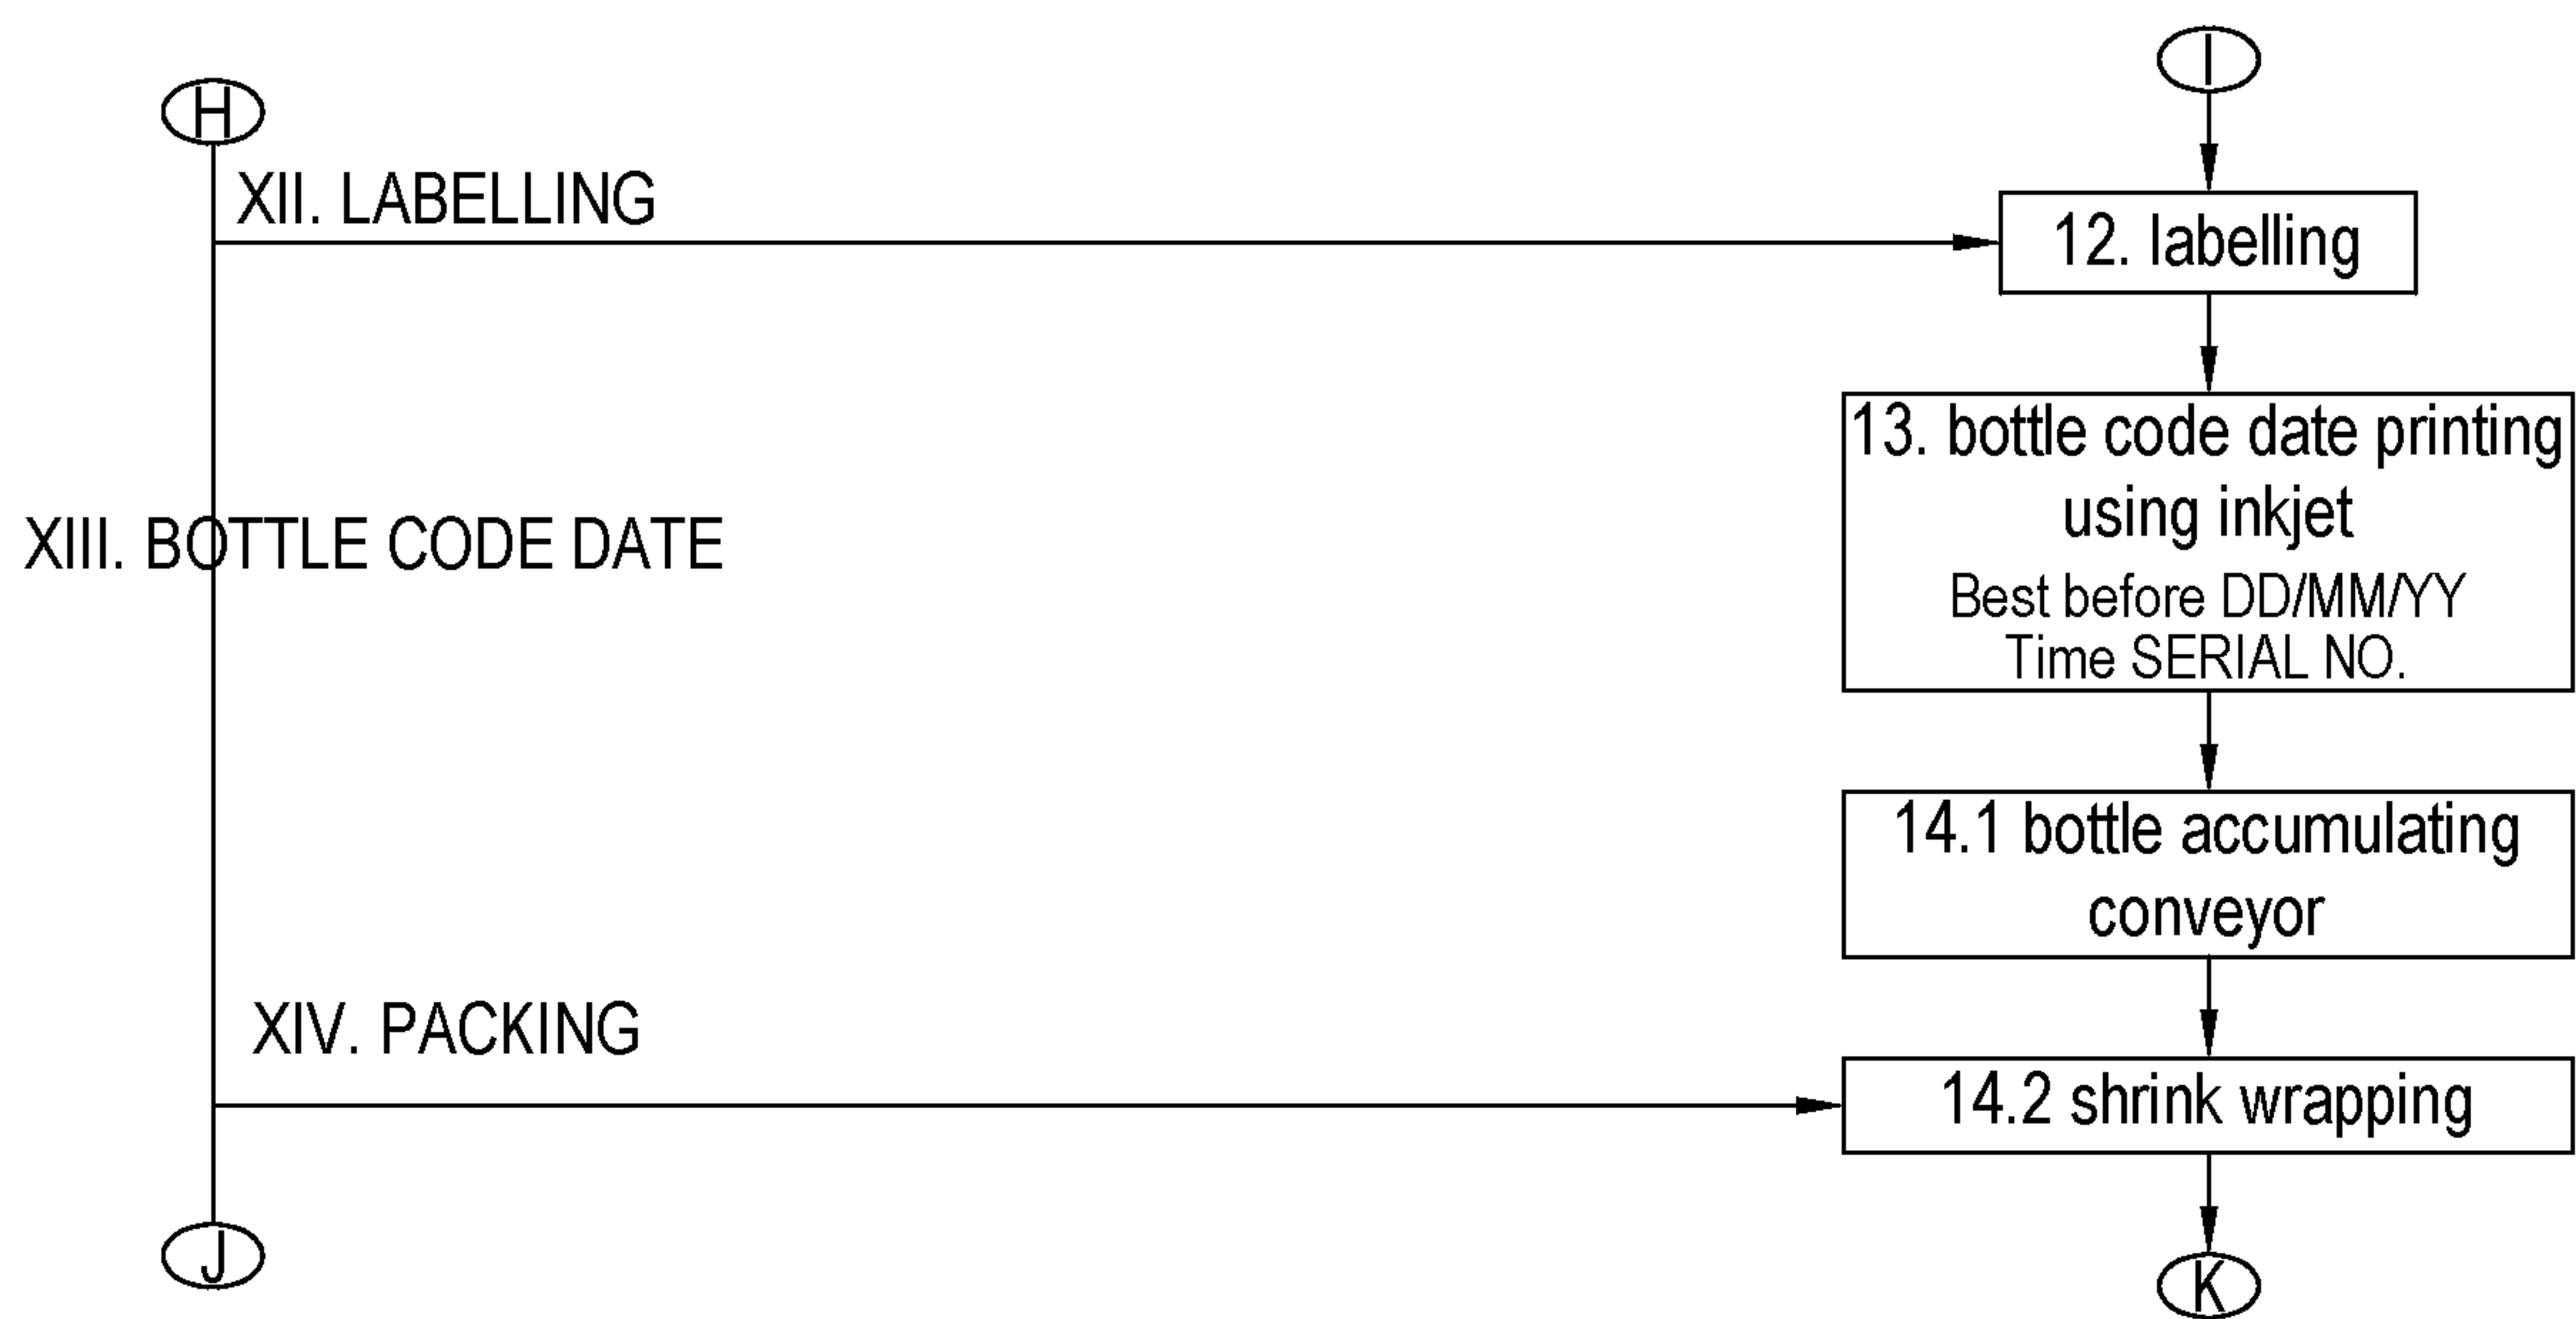 I
H
XII. LABELLING
12. labelling
13. bottle code date printing
using inkjet
Best before DD/MM/YY
Time SERIAL NO.
XIII. BOTTLE CODE DATE
14.1 bottle accumulating
conveyor
XIV. PACKING
14.2 shrink wrapping
J
K